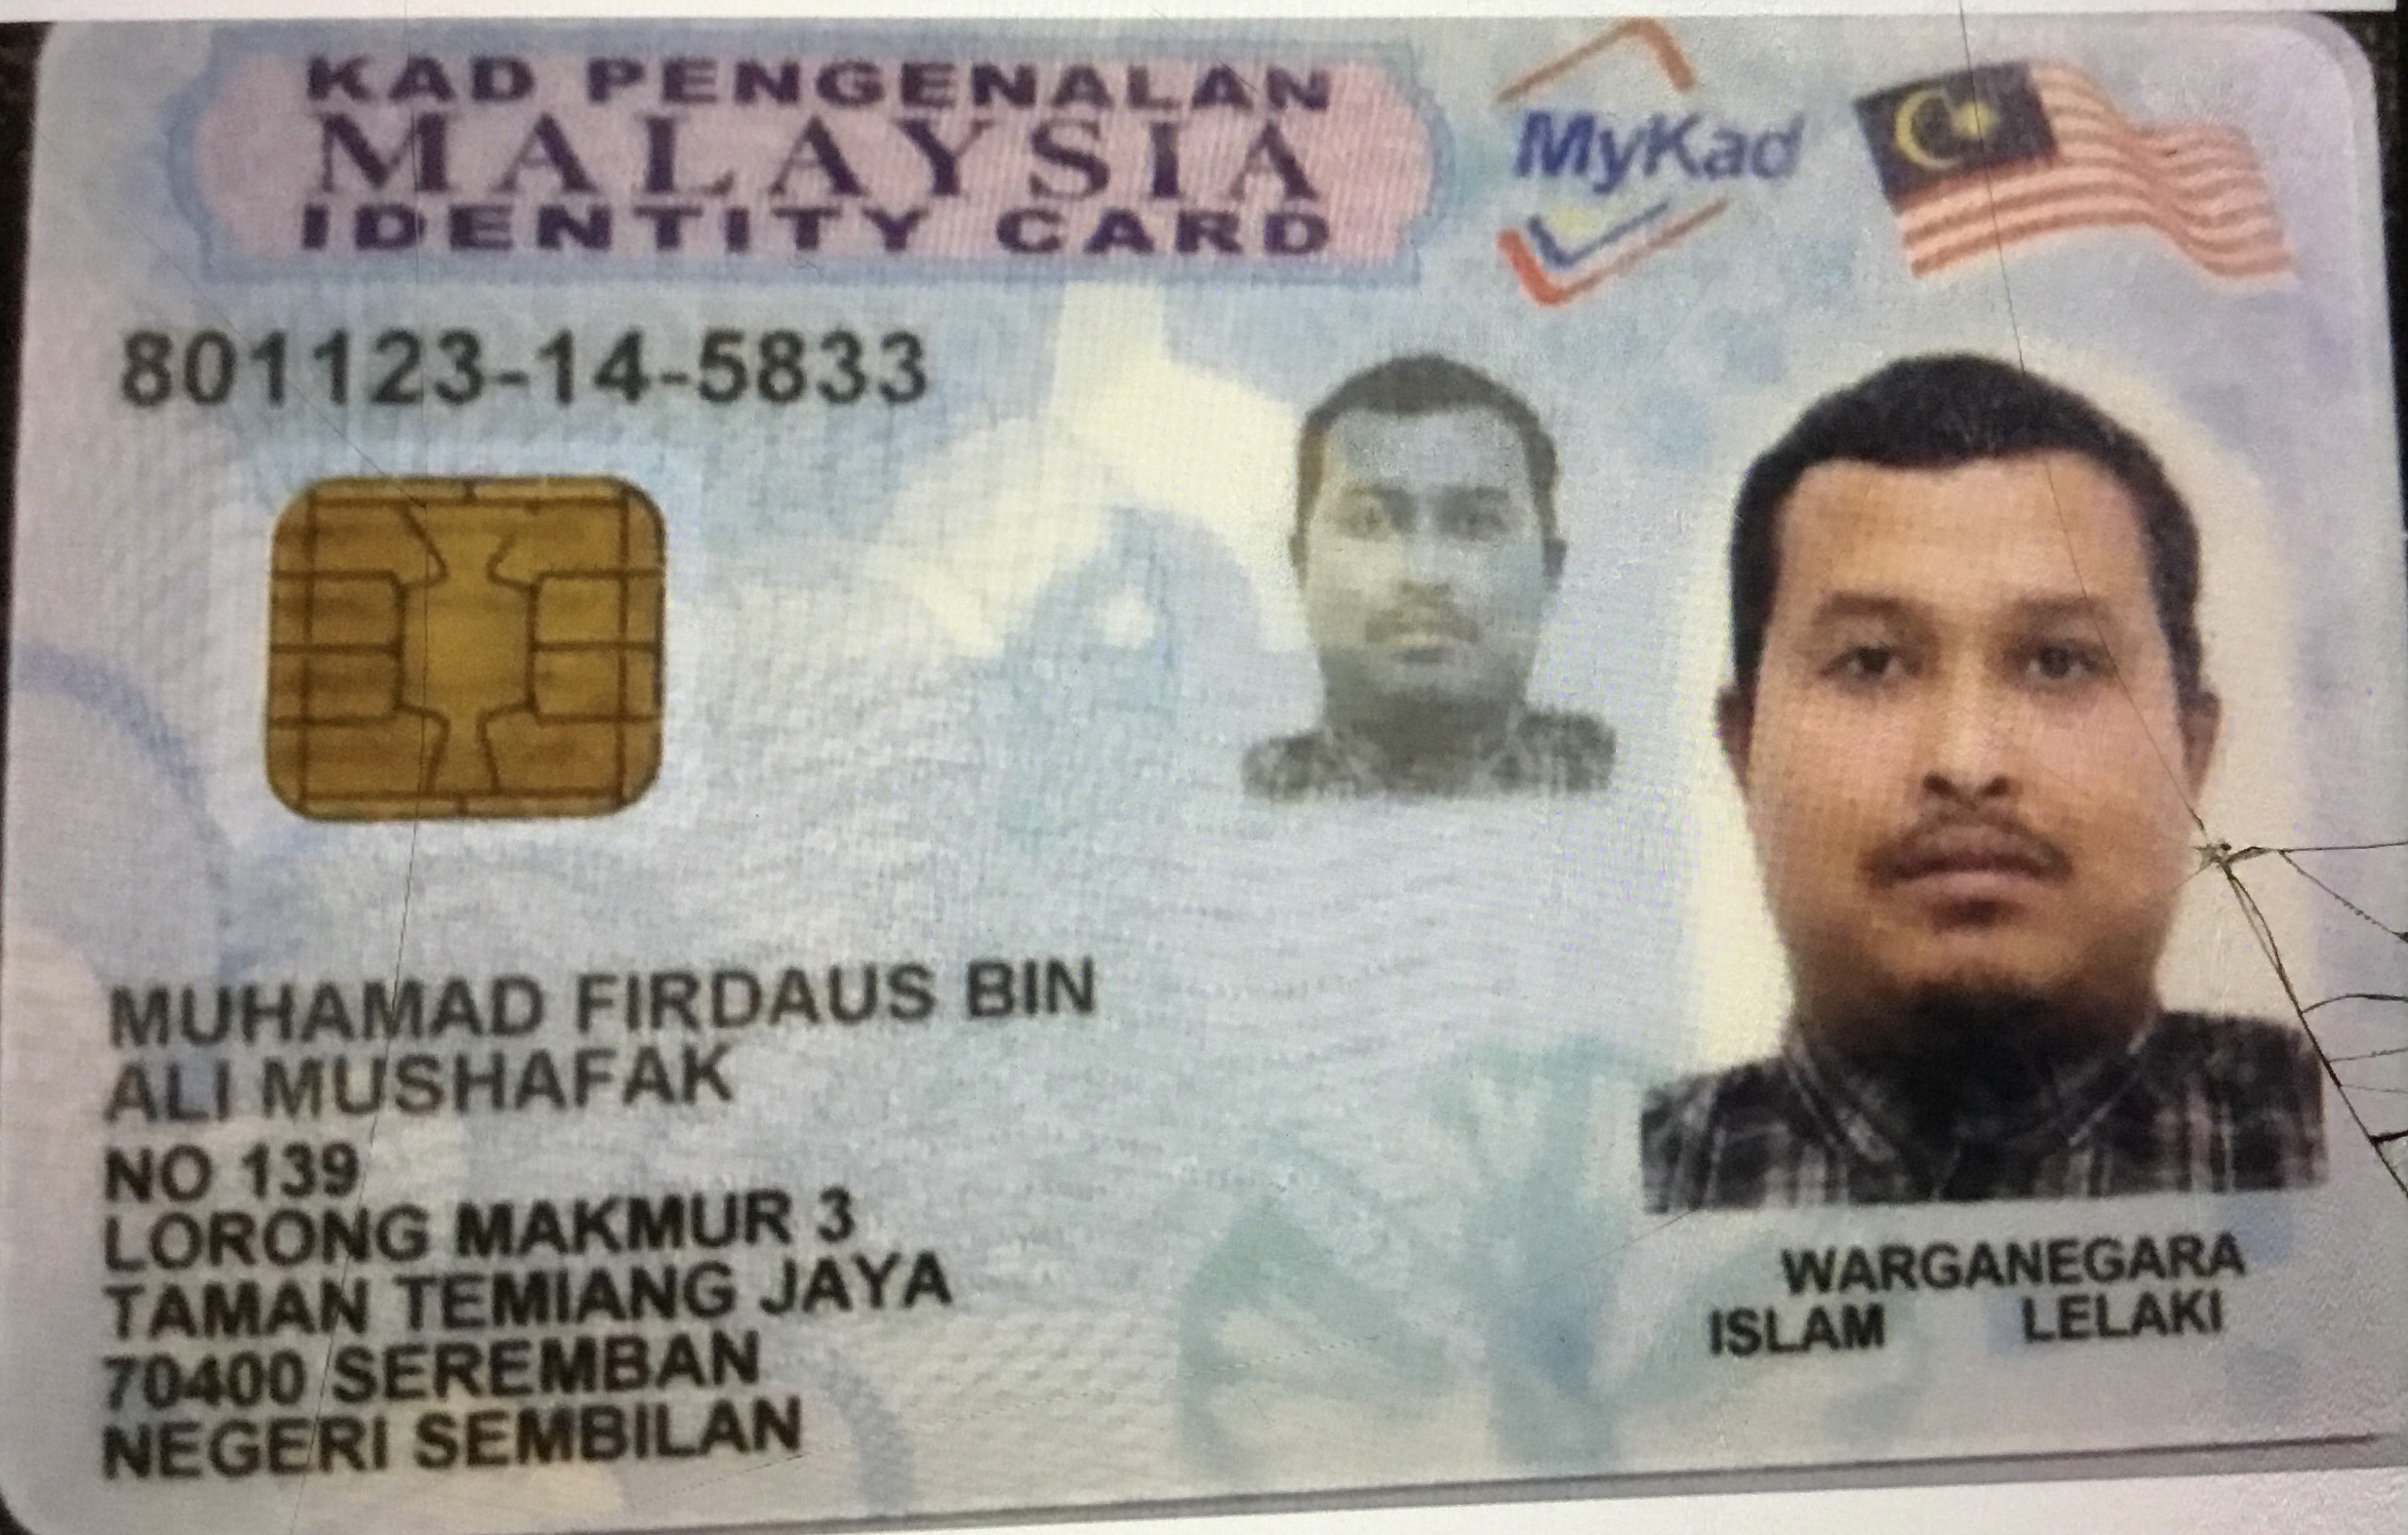 KAD PENGENALAN
MALAYSIA
IDENTITY CARD
MyKad
801123-14-5833
MUHAMAD FIRDAUS BIN
ALI MUSHAFAK
NO 139
LORONG MAKMUR 3
TAMAN TEMIANG JAYA
70400 SEREMBAN
NEGERI SEMBILAN
WARGANEGARA
ISLAM LELAKI